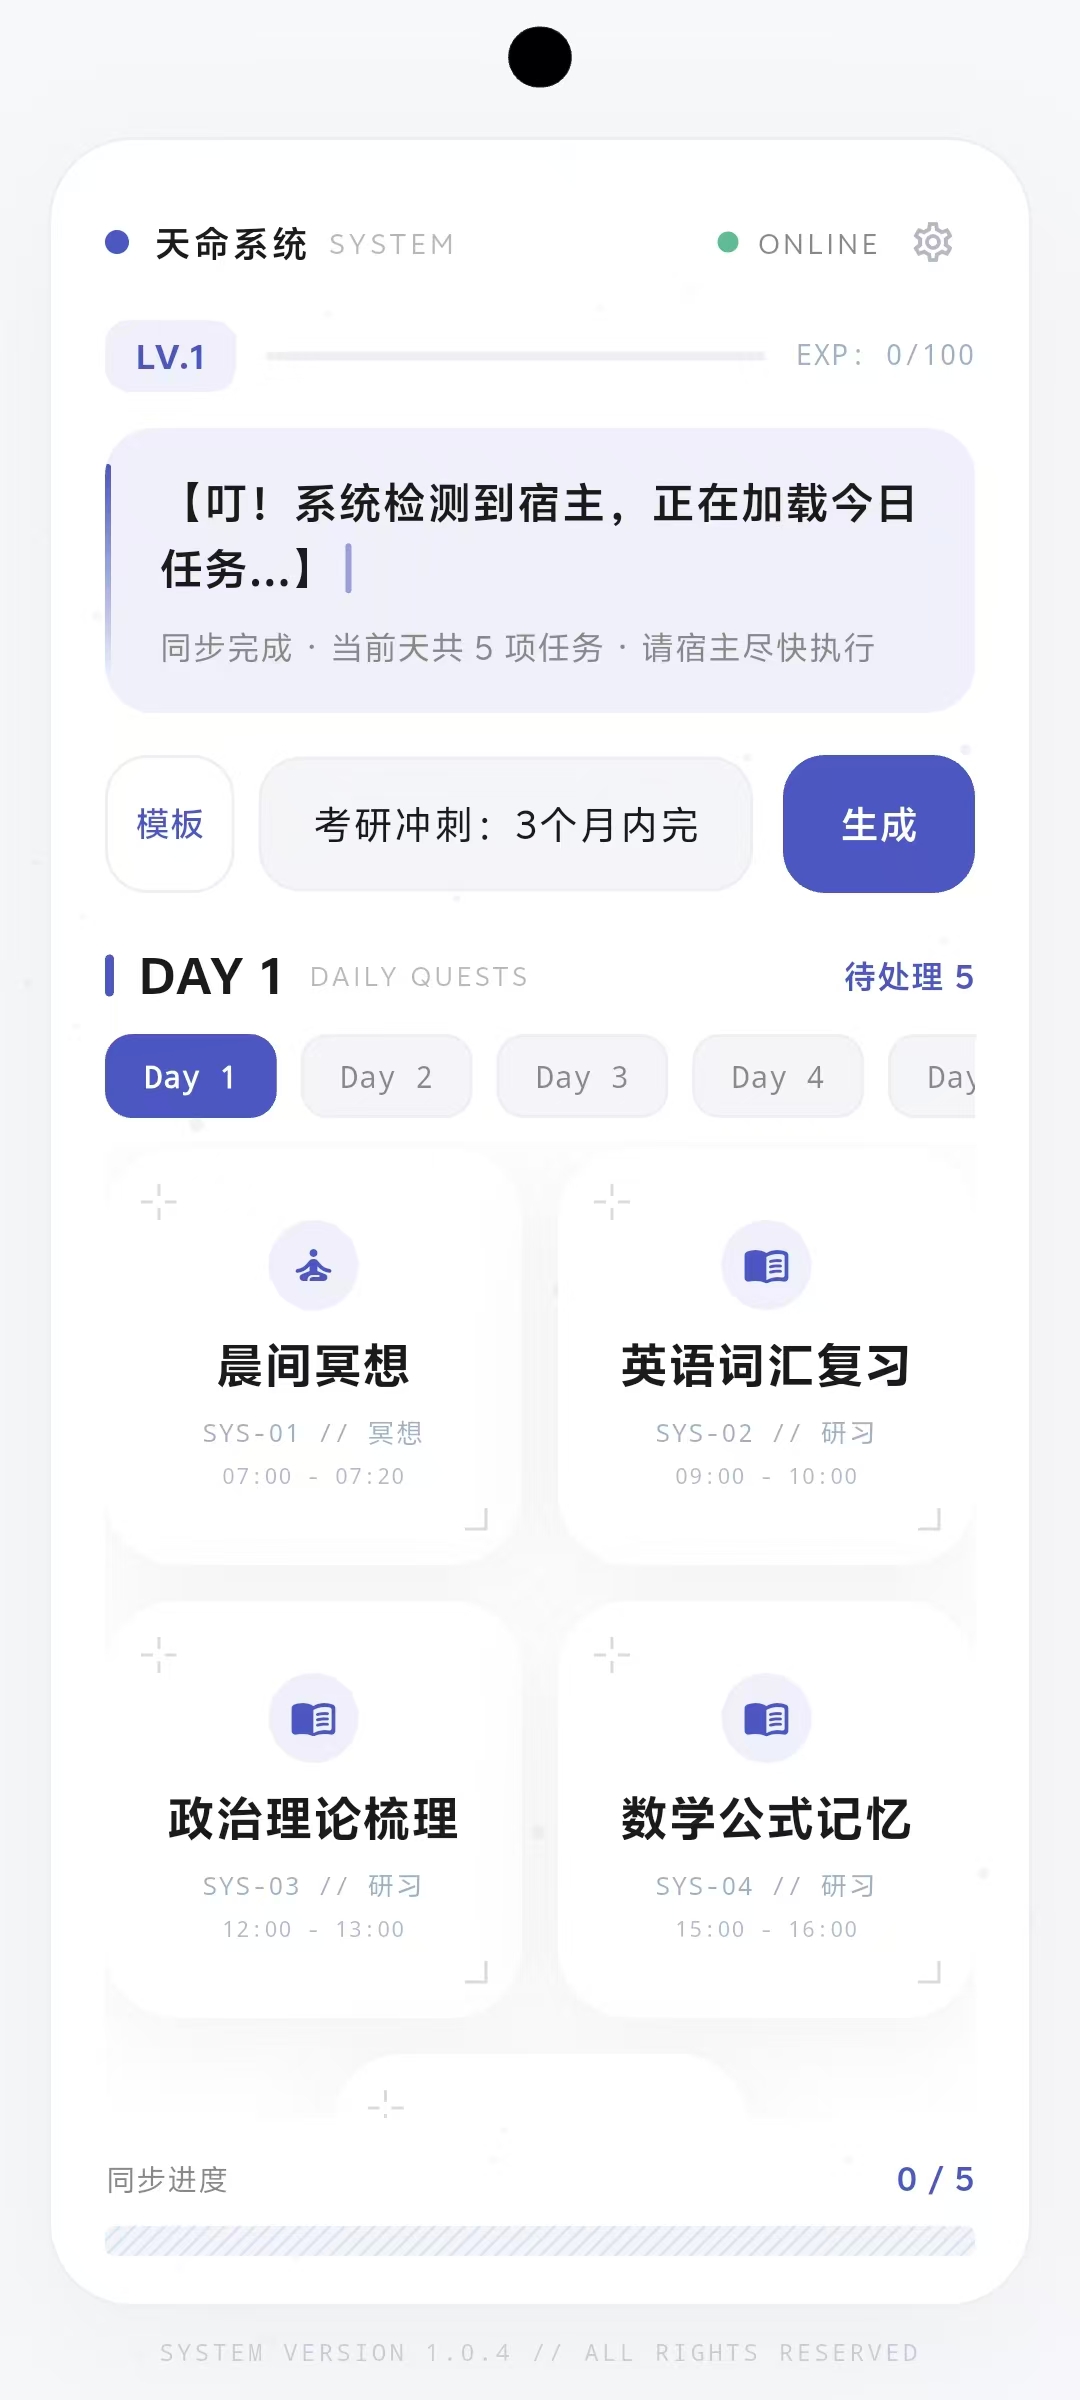 天命系统 SYSTEM ONLINE
LV.1 EXP: 0/100
【叮！系统检测到宿主，正在加载今日
任务...】
同步完成 · 当前天共 5 项任务 · 请宿主尽快执行
模板 考研冲刺：3个月内完 生成
DAY 1 DAILY QUESTS 待处理 5
Day 1 Day 2 Day 3 Day 4 Day
晨间冥想
SYS-01 // 冥想
07:00 - 07:20
英语词汇复习
SYS-02 // 研习
09:00 - 10:00
政治理论梳理
SYS-03 // 研习
12:00 - 13:00
数学公式记忆
SYS-04 // 研习
15:00 - 16:00
同步进度 0 / 5
SYSTEM VERSION 1.0.4 // ALL RIGHTS RESERVED